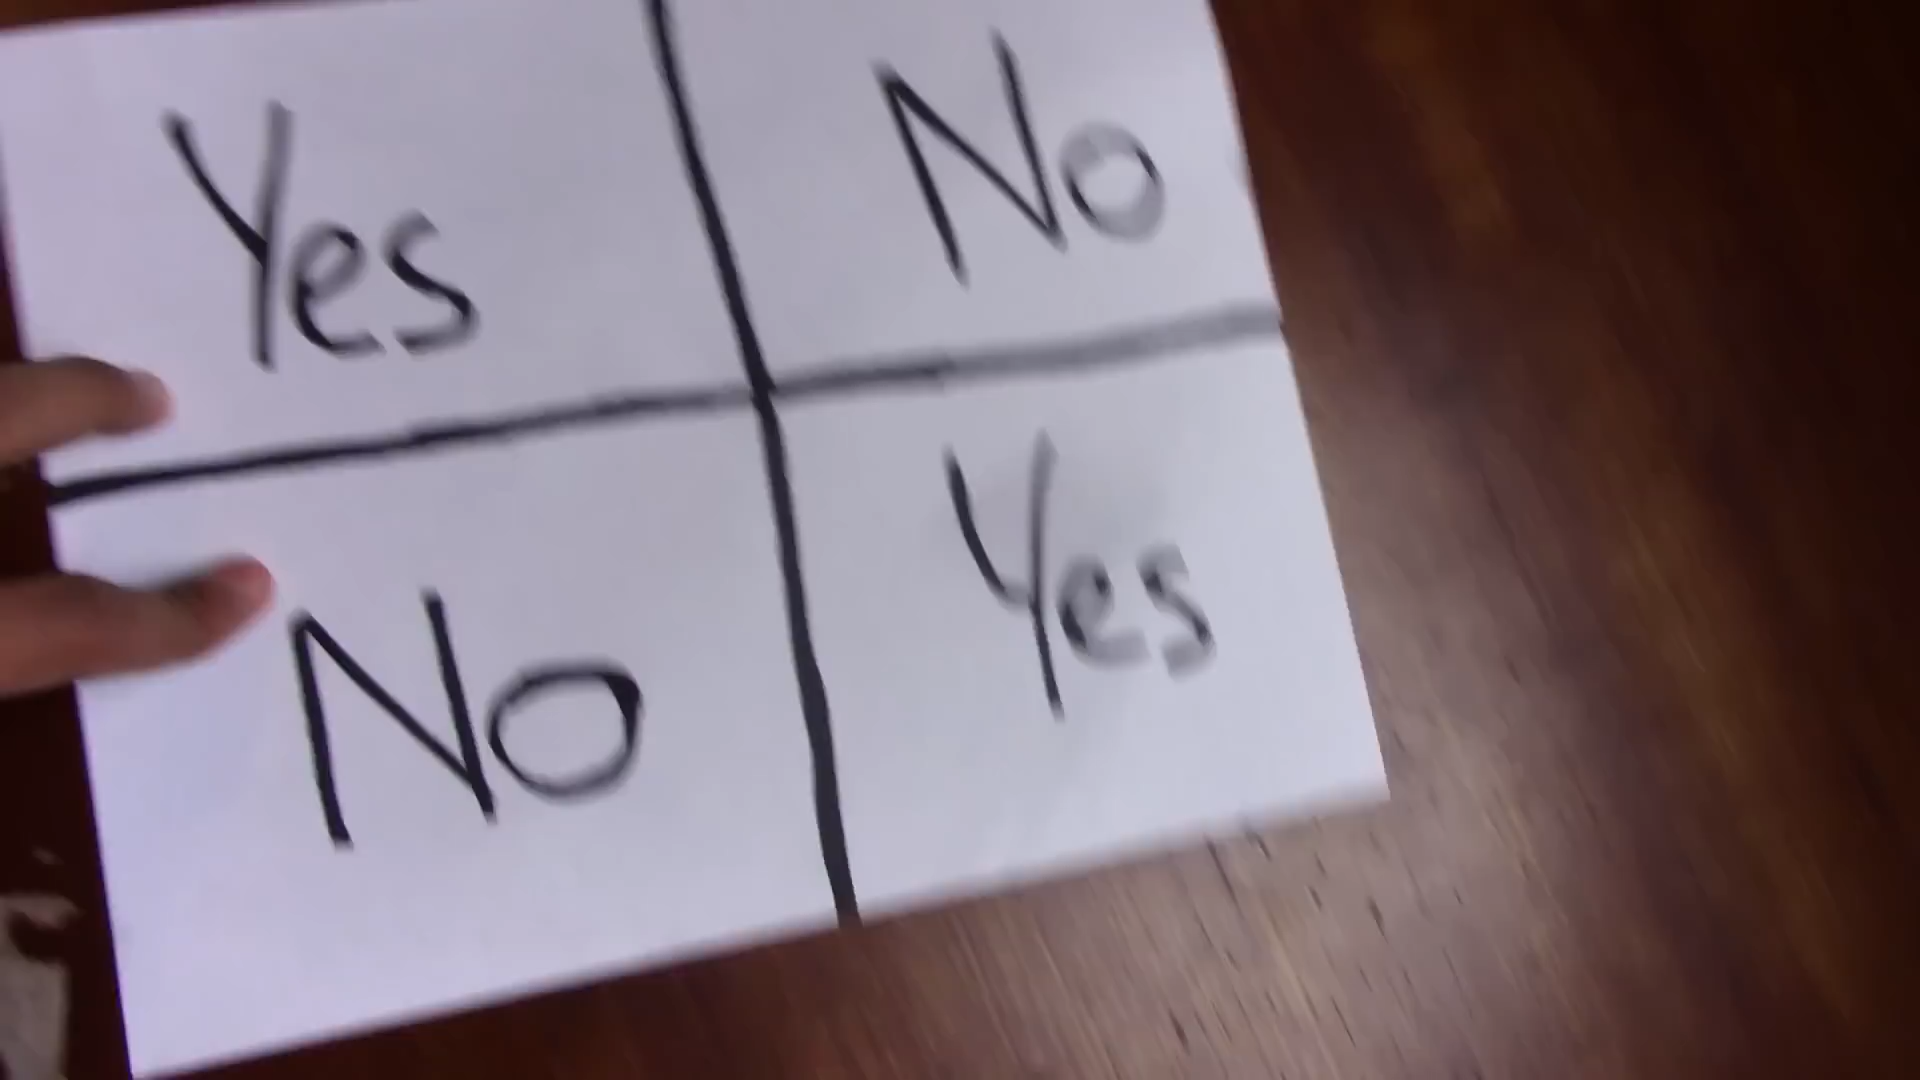 Yes No
No Yes